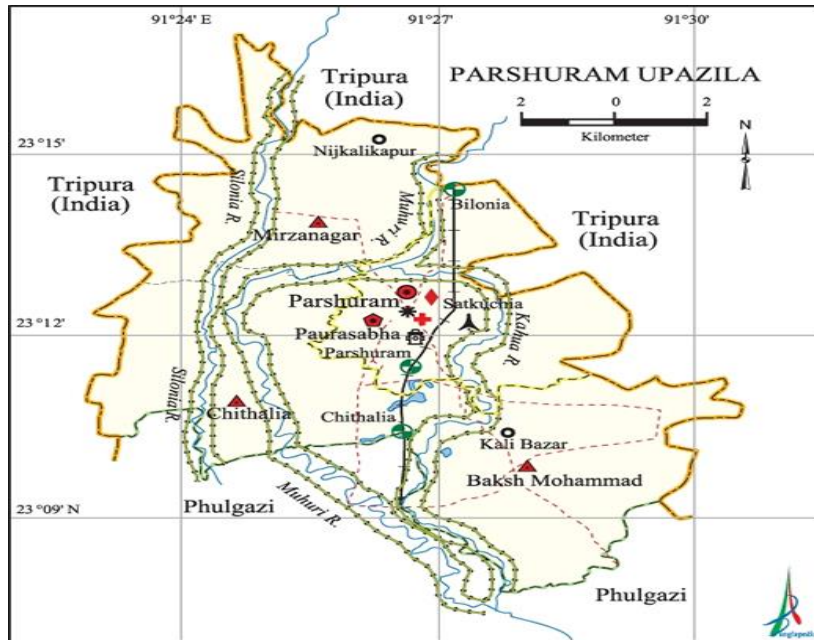 91°24' E
91°27'
91°30'
PARSHURAM UPAZILA
2 0 2
Kilometer
N
Tripura
(India)
23°15'
Nijkalikapur
Silonia R.
Muhuri R.
Bilonia
Tripura
(India)
Tripura
(India)
Mirzanagar
Parshuram
Satkuchia
Kahua R.
23°12'
Paurasabha
Parshuram
Silonia R.
Chithalia
Chithalia
Kali Bazar
Baksh Mohammad
Phulgazi
Muhuri R.
23°09' N
Phulgazi